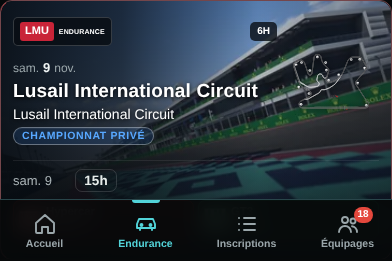 LMU ENDURANCE
6H
sam. 9 nov.
Lusail International Circuit
Lusail International Circuit
CHAMPIONNAT PRIVÉ
sam. 9 15h
ROLEX
18
Accueil Endurance Inscriptions Équipages